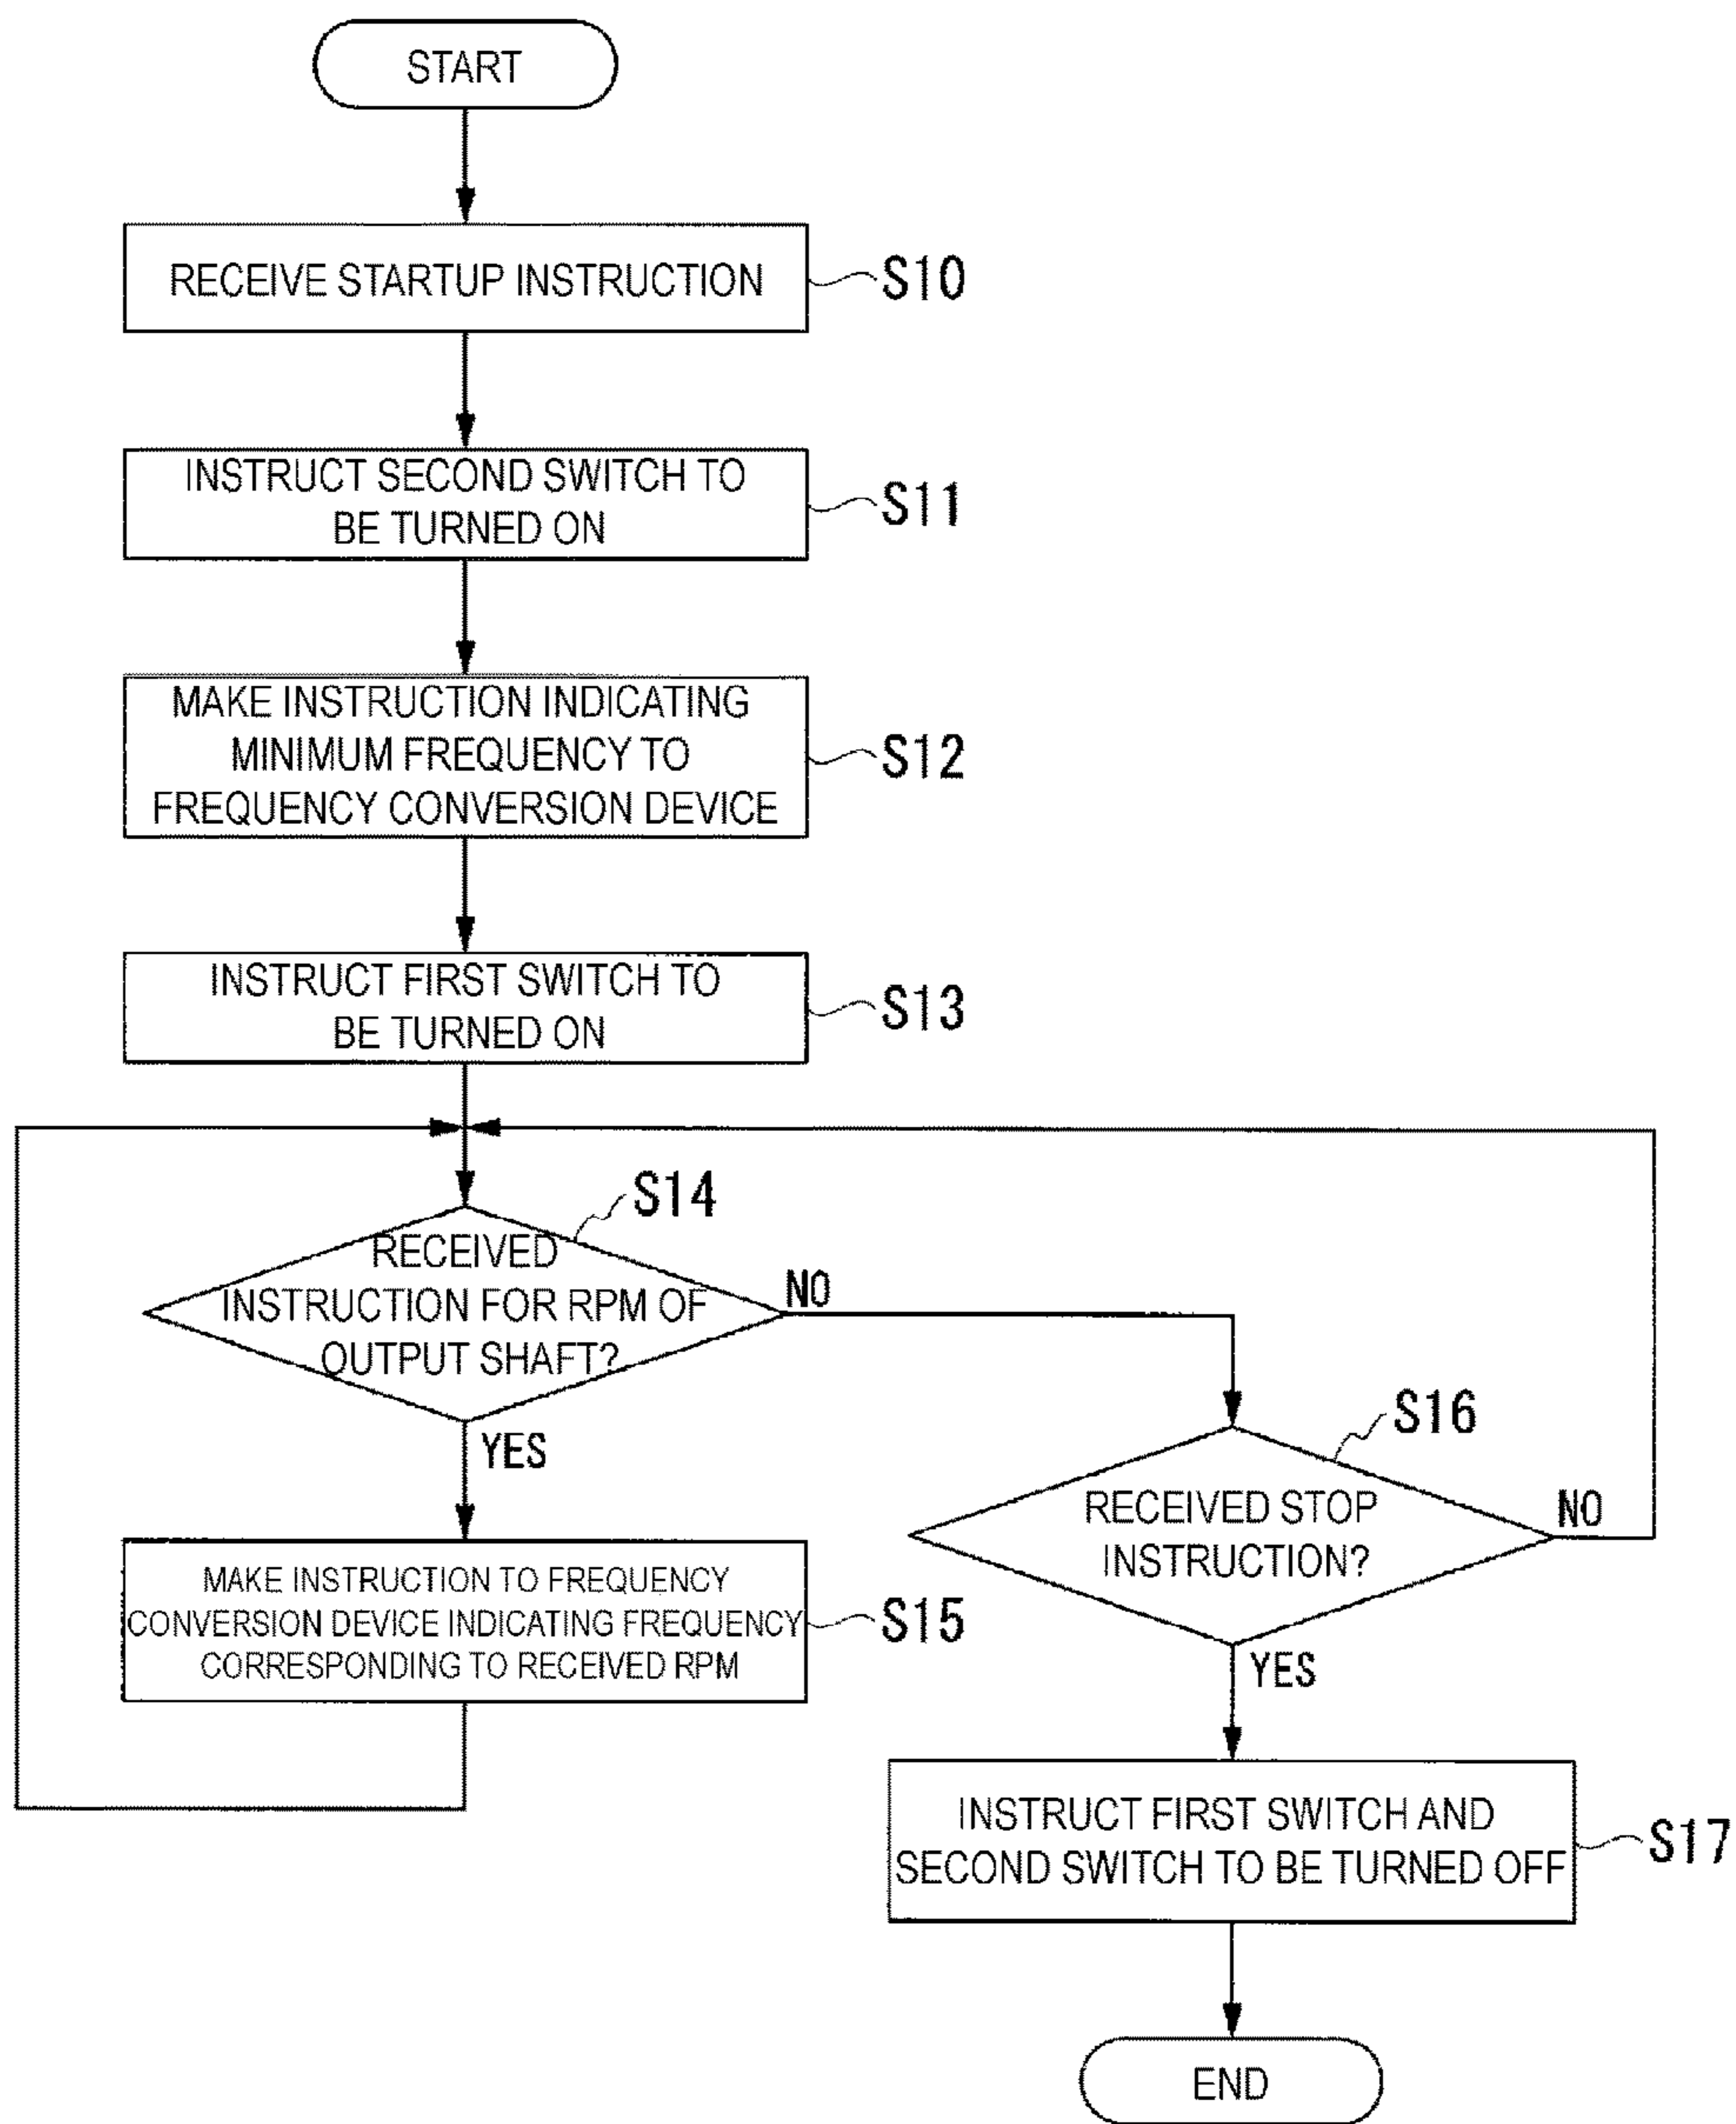 START
RECEIVE STARTUP INSTRUCTION
S10
INSTRUCT SECOND SWITCH TO
BE TURNED ON
S11
MAKE INSTRUCTION INDICATING
MINIMUM FREQUENCY TO
FREQUENCY CONVERSION DEVICE
S12
INSTRUCT FIRST SWITCH TO
BE TURNED ON
S13
S14
RECEIVED
INSTRUCTION FOR RPM OF
OUTPUT SHAFT?
NO
YES
MAKE INSTRUCTION TO FREQUENCY
CONVERSION DEVICE INDICATING FREQUENCY
CORRESPONDING TO RECEIVED RPM
S15
S16
RECEIVED STOP
INSTRUCTION?
NO
YES
INSTRUCT FIRST SWITCH AND
SECOND SWITCH TO BE TURNED OFF
S17
END